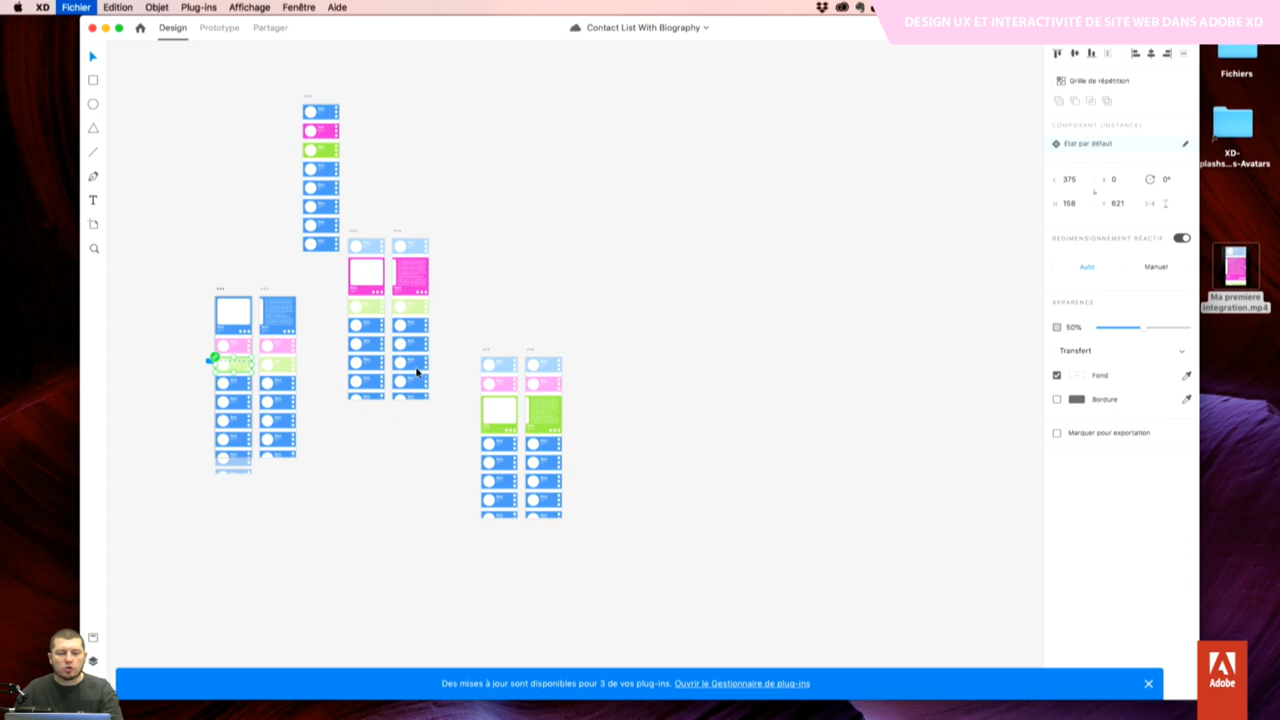 XD Fichier Edition Objet Plug-ins Affichage Fenêtre Aide
DESIGN UX ET INTERACTIVITÉ DE SITE WEB DANS ADOBE XD
Design Prototype Partager
Contact List With Biography
Fichiers
XD-
plashs...s-Avatars
Ma premiere
integration.mp4
Grille de répétition
COMPOSANT (INSTANCE)
État par défaut
L 375 X 0 0°
H 158 Y 621
REDIMENSIONNEMENT RÉACTIF
Auto Manuel
APPARENCE
50%
Transfert
Fond
Bordure
Marquer pour exportation
Des mises à jour sont disponibles pour 3 de vos plug-ins. Ouvrir le Gestionnaire de plug-ins
Adobe